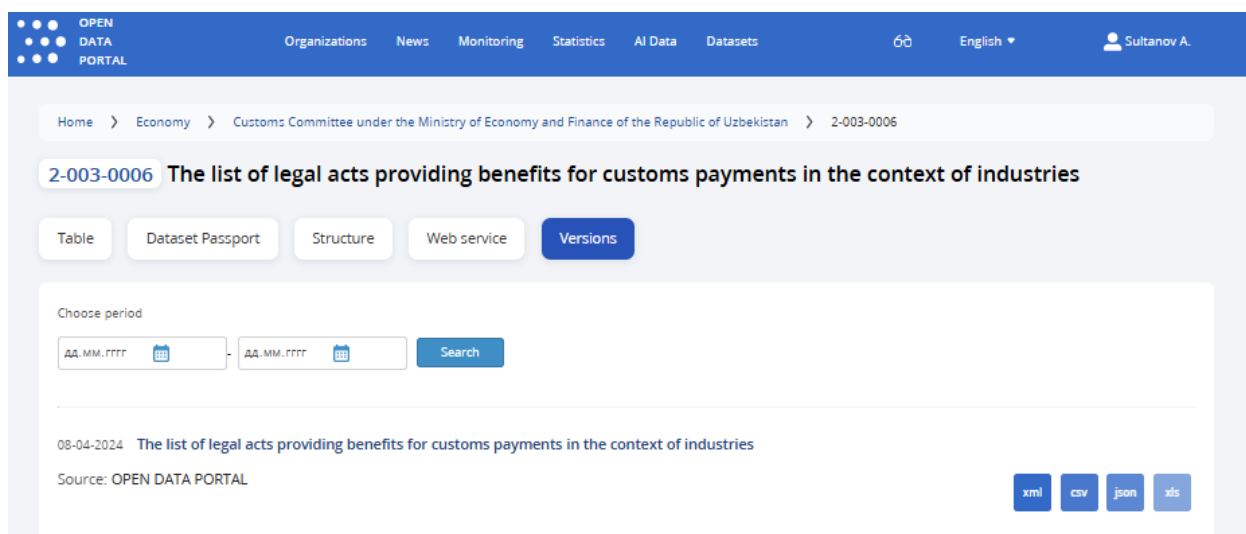 OPEN
DATA
PORTAL
Organizations News Monitoring Statistics AI Data Datasets English Sultanov A.
Home > Economy > Customs Committee under the Ministry of Economy and Finance of the Republic of Uzbekistan > 2-003-0006
2-003-0006 The list of legal acts providing benefits for customs payments in the context of industries
Table Dataset Passport Structure Web service Versions
Choose period
дд.мм.гггг - дд.мм.гггг Search
08-04-2024 The list of legal acts providing benefits for customs payments in the context of industries
Source: OPEN DATA PORTAL
xml csv json xls